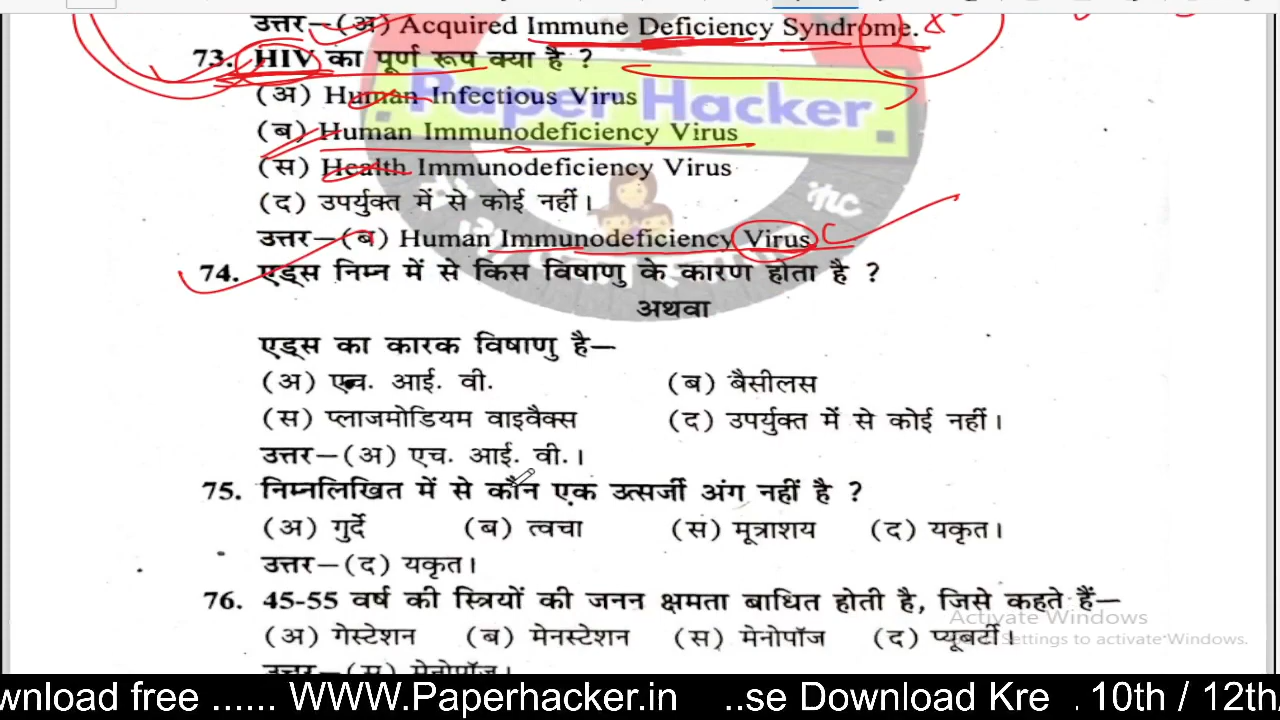 उत्तर–(अ) Acquired Immune Deficiency Syndrome.
73. HIV का पूर्ण रूप क्या है ?
(अ) Human Infectious Virus
(ब) Human Immunodeficiency Virus
(स) Health Immunodeficiency Virus
(द) उपर्युक्त में से कोई नहीं।
उत्तर–(ब) Human Immunodeficiency Virus
74. एड्स निम्न में से किस विषाणु के कारण होता है ?
अथवा
एड्स का कारक विषाणु है–
(अ) एच. आई. वी. (ब) बैसीलस
(स) प्लाजमोडियम वाइवैक्स (द) उपर्युक्त में से कोई नहीं।
उत्तर–(अ) एच. आई. वी.।
75. निम्नलिखित में से कौन एक उत्सर्जी अंग नहीं है ?
(अ) गुर्दे (ब) त्वचा (स) मूत्राशय (द) यकृत।
उत्तर–(द) यकृत।
76. 45-55 वर्ष की स्त्रियों की जनन क्षमता बाधित होती है, जिसे कहते हैं–
(अ) गेस्टेशन (ब) मेनस्टेशन (स) मेनोपॉज (द) प्यूबर्टी।
उत्तर–(स) मेनोपॉज।
Paper Hacker
Activate Windows
Settings to activate Windows.
wnload free ...... WWW.Paperhacker.in ..se Download Kre . 10th / 12th/